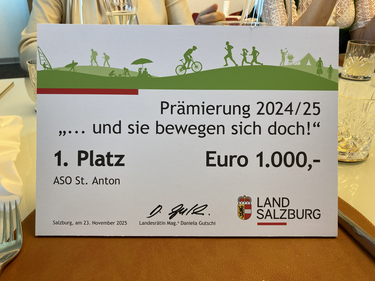 Prämierung 2024/25
„... und sie bewegen sich doch!“
1. Platz Euro 1.000,-
ASO St. Anton
Salzburg, am 23. November 2025 Landesrätin Mag.ª Daniela Gutschi
LAND
SALZBURG